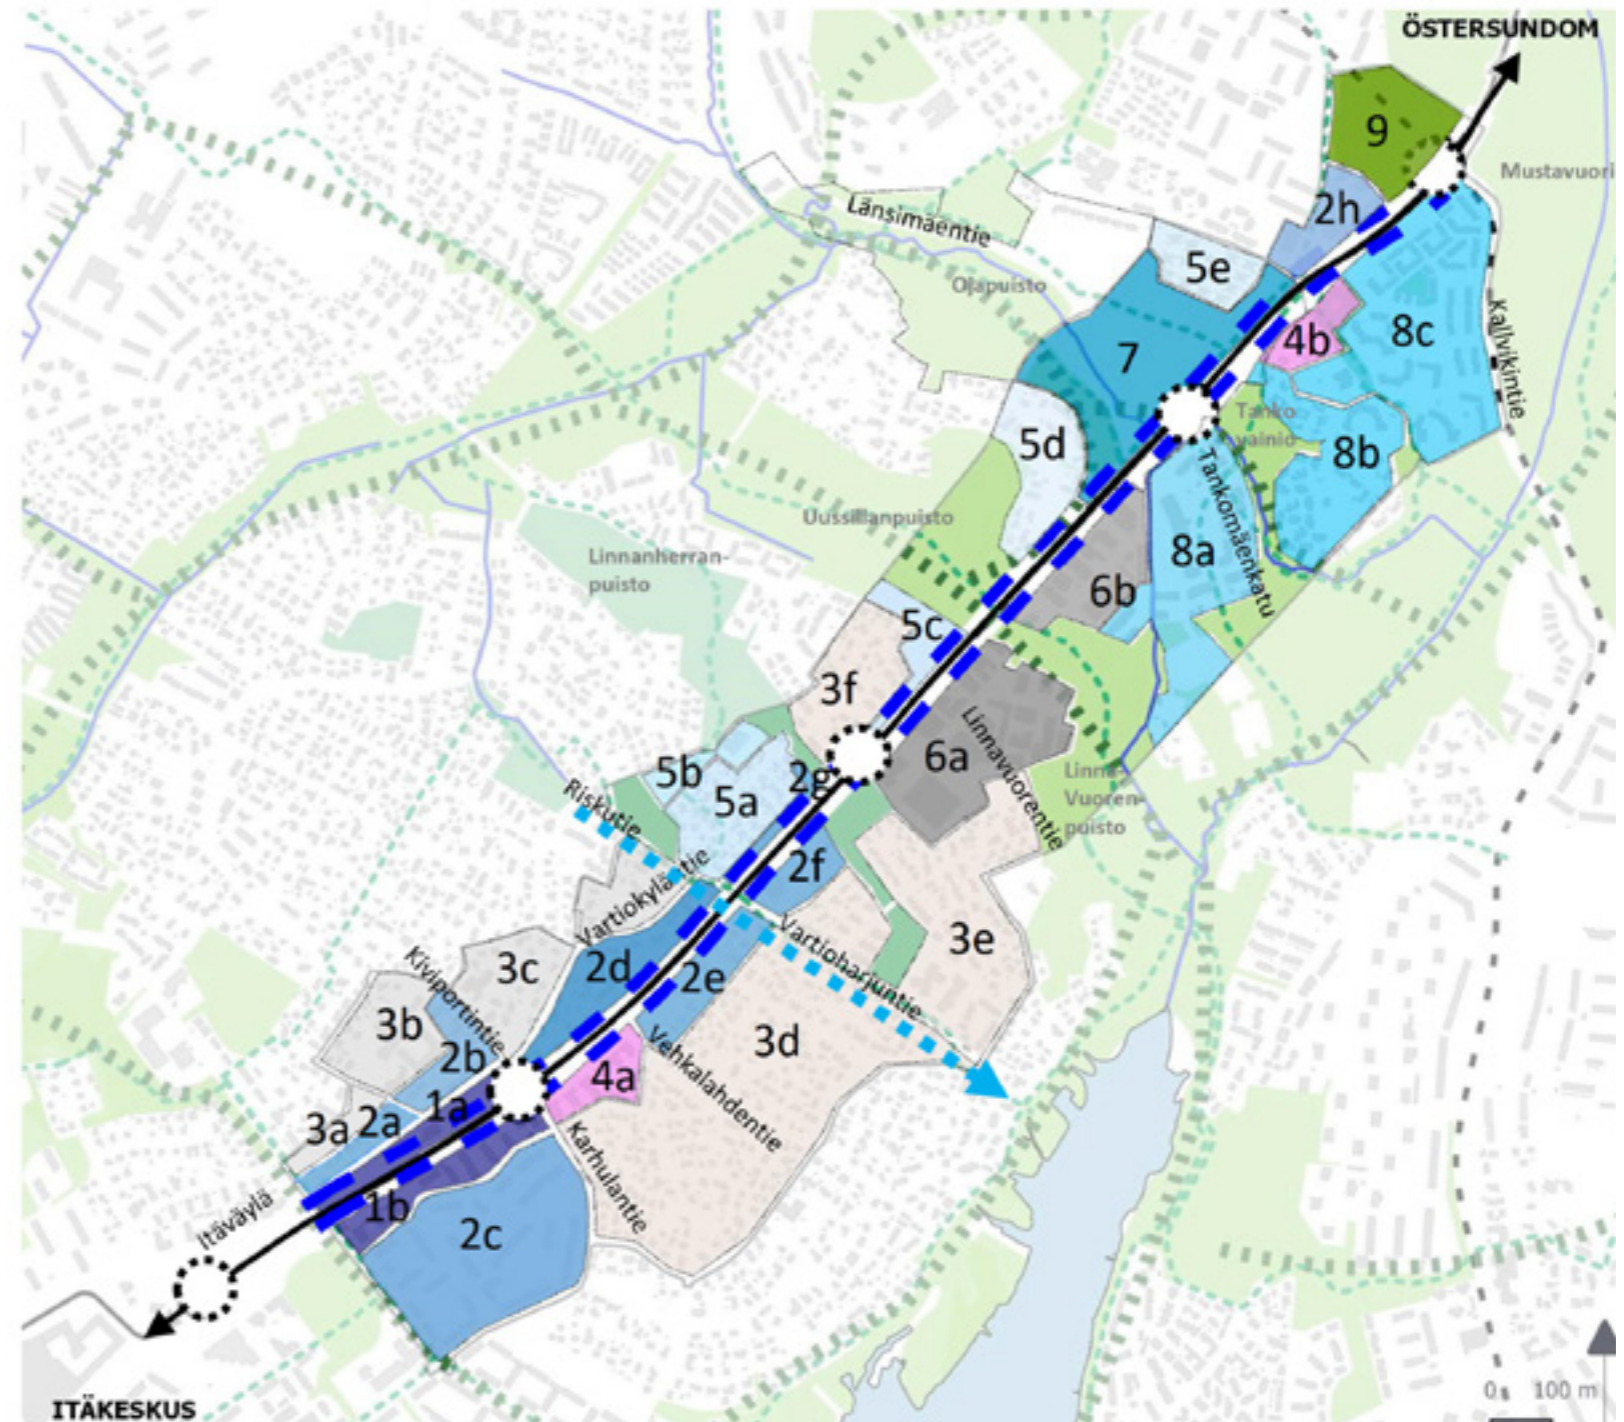 ÖSTERSUNDOM
9
Mustavuori
2h
Länsimäentie
5e
Ojapuisto
Kallvikintie
8c
4b
7
Tanko
vainio
5d
8b
Tankomäenkatu
Uussillanpuisto
Linnanherran-
puisto
8a
6b
5c
3f
Linnavuorentie
6a
5b
2g
5a
Linna-
Vuoren-
puisto
Riskutie
2f
Vartiokyläntie
Vartioharjuntie
3e
Kiviportintie
3c
2d
2e
3b
2b
3d
Vehkalahdentie
4a
1a
2a
3a
Karhulantie
1b
2c
Itäväylä
0
100 m
ITÄKESKUS